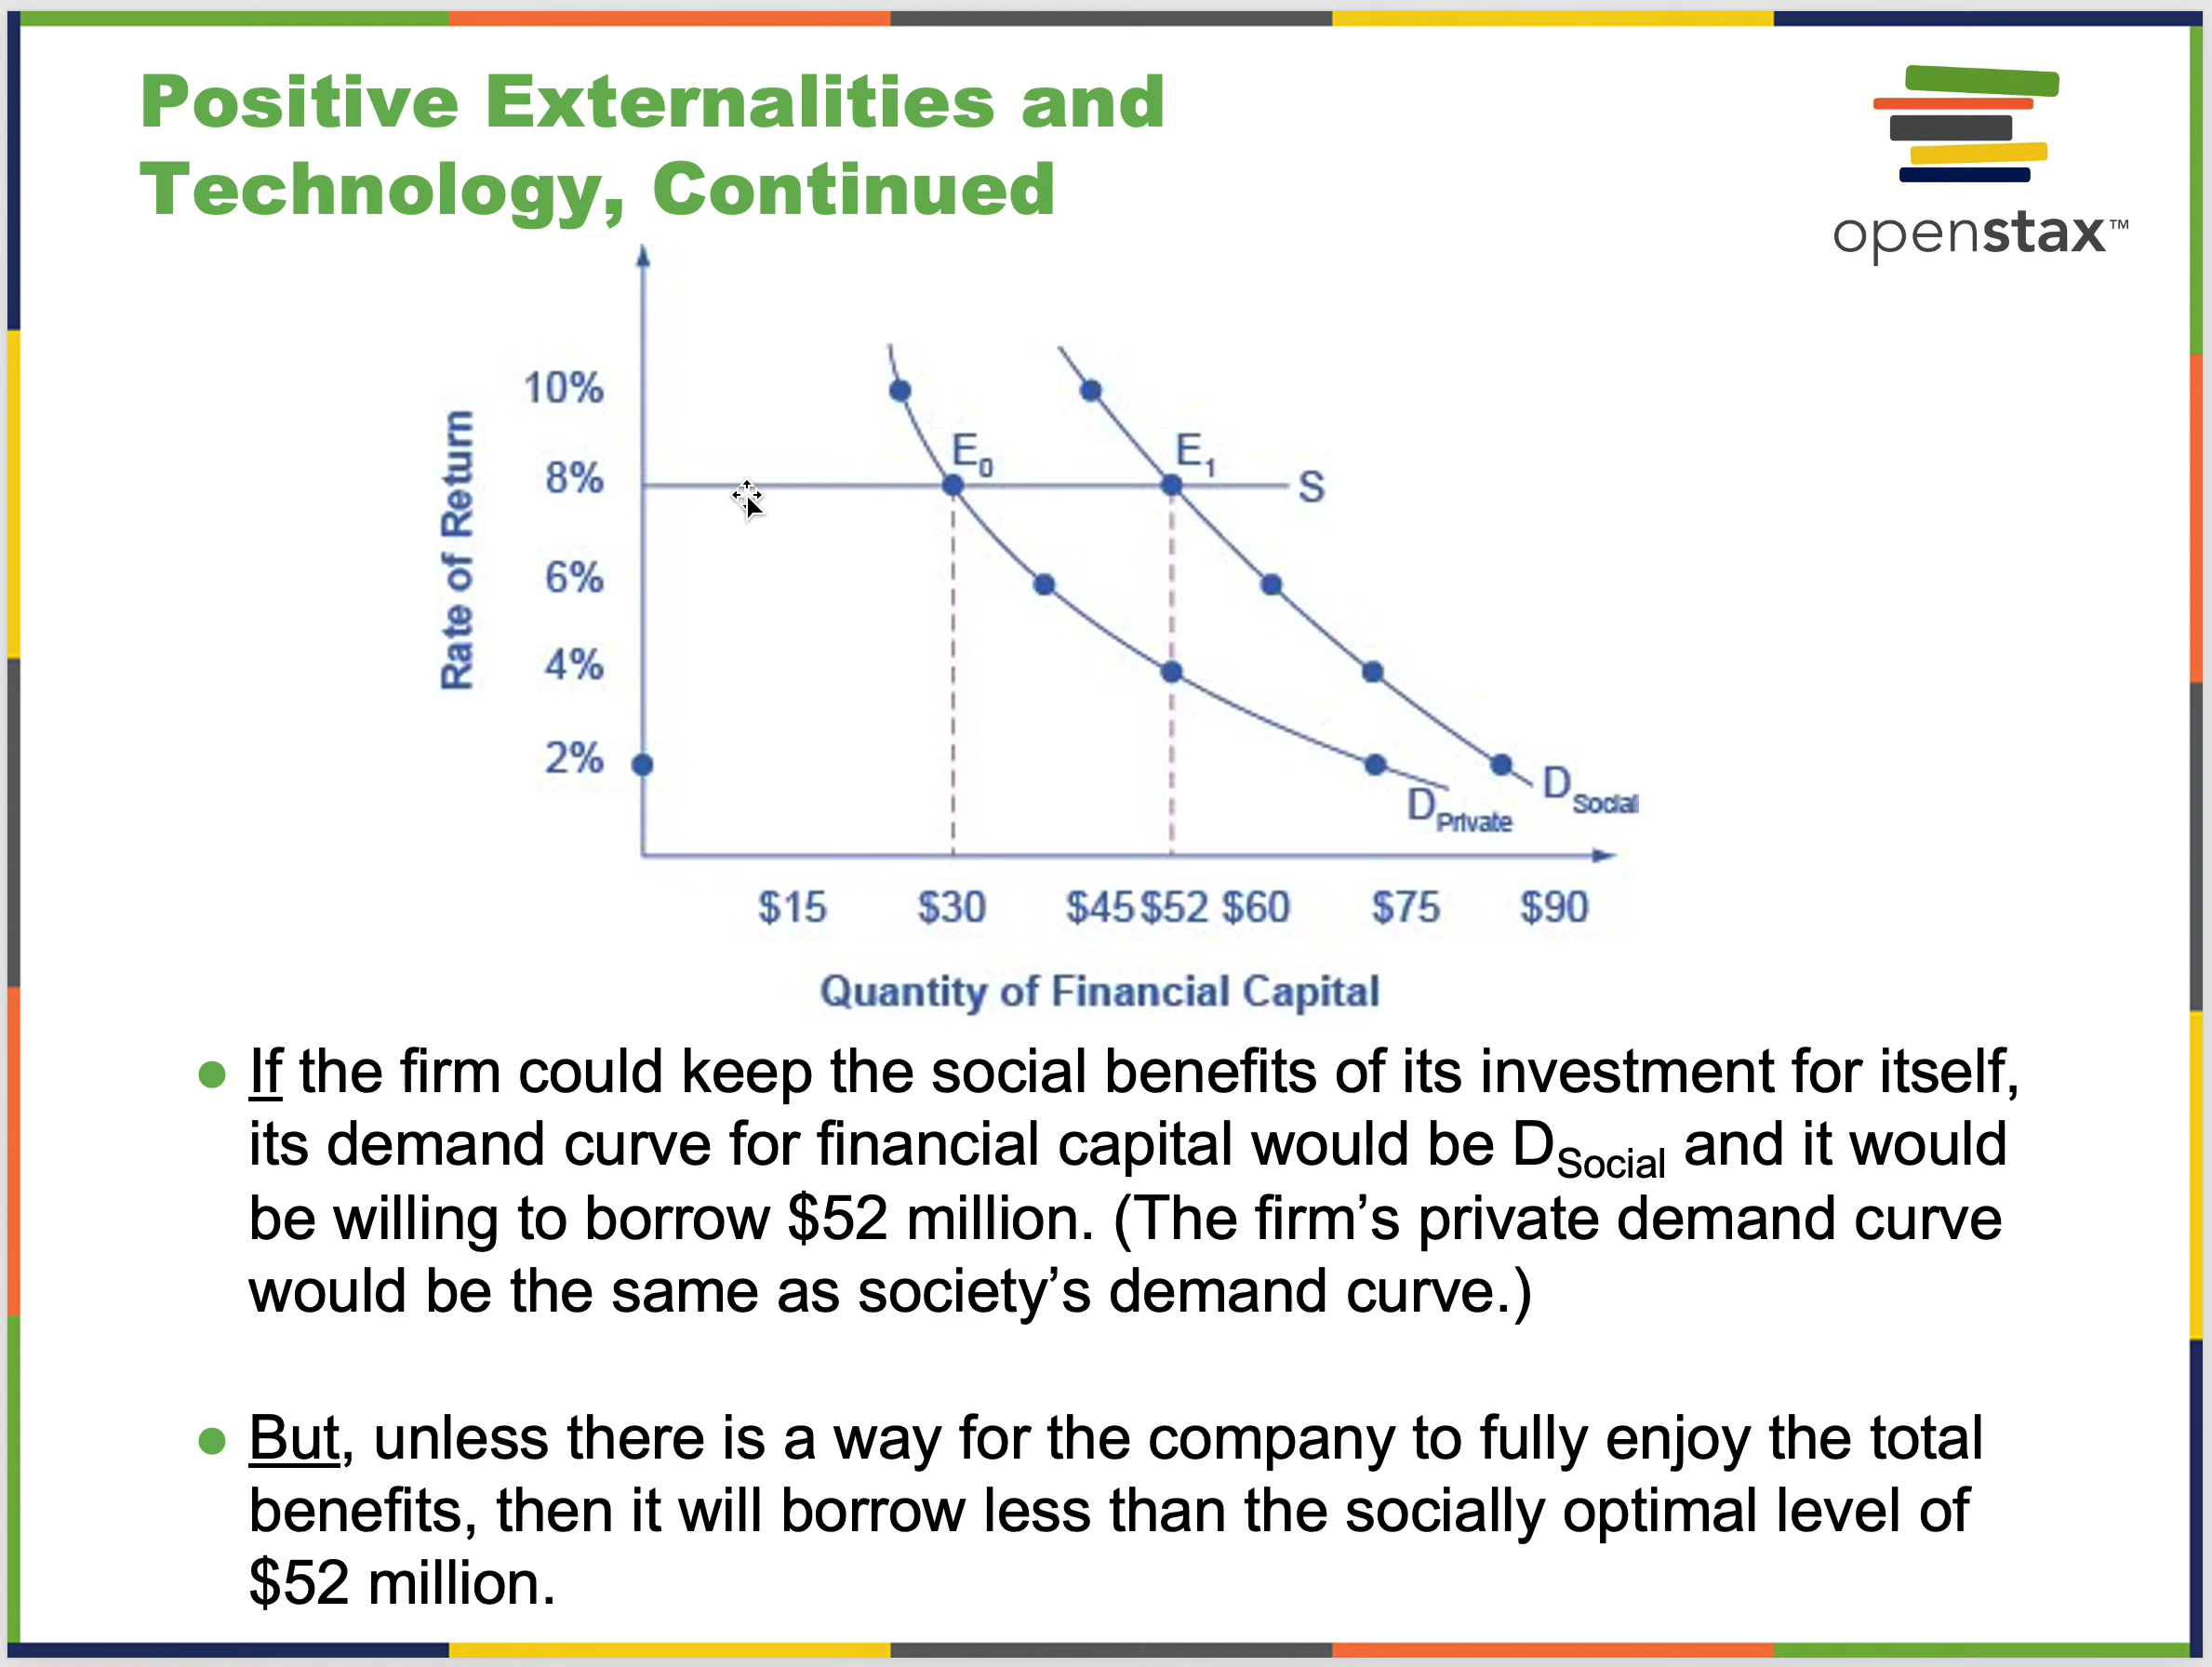 Positive Externalities and
Technology, Continued
openstax™
10%
8%
6%
4%
2%
Rate of Return
E0
E1
S
DPrivate
DSocial
$15 $30 $45 $52 $60 $75 $90
Quantity of Financial Capital
If the firm could keep the social benefits of its investment for itself,
its demand curve for financial capital would be DSocial and it would
be willing to borrow $52 million. (The firm’s private demand curve
would be the same as society’s demand curve.)
But, unless there is a way for the company to fully enjoy the total
benefits, then it will borrow less than the socially optimal level of
$52 million.